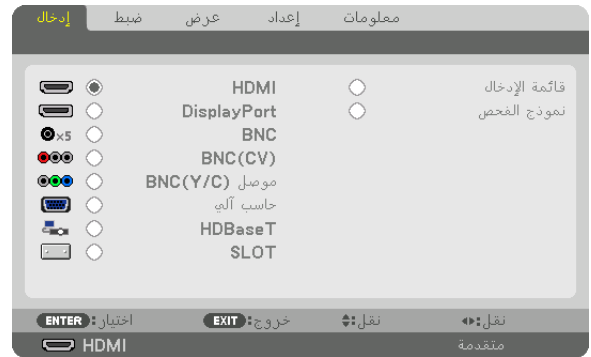 إدخال ضبط عرض إعداد معلومات
HDMI
DisplayPort
BNC
BNC(CV)
موصل BNC(Y/C)
حاسب آلي
HDBaseT
SLOT
قائمة الإدخال
نموذج الفحص
×5
ENTER :اختيار EXIT :خروج نقل: نقل:
HDMI متقدمة